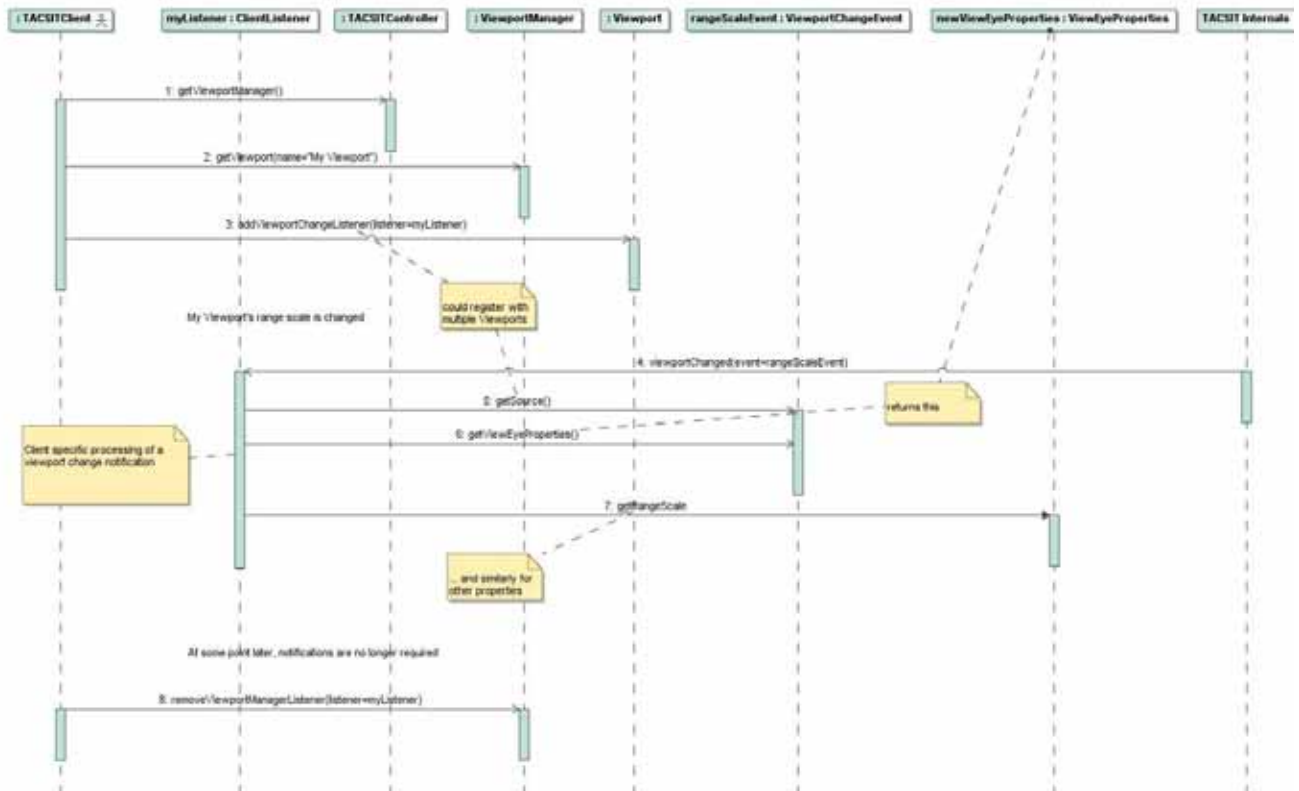 : TACSITClient
myListener : ClientListener
: TACSITController
: ViewportManager
: Viewport
rangeScaleEvent : ViewportChangeEvent
newViewEyeProperties : ViewEyeProperties
TACSIT Internals
1: getViewportManager()
2: getViewport(name="My Viewport")
3: addViewportChangeListener(listener=myListener)
could register with
multiple Viewports
My Viewport's range scale is changed
4: viewportChanged(event=rangeScaleEvent)
5: getSource()
returns this
6: getViewEyeProperties()
Client specific processing of a
viewport change notification
7: getRangeScale
... and similarly for
other properties
At some point later, notifications are no longer required
8: removeViewportManagerListener(listener=myListener)